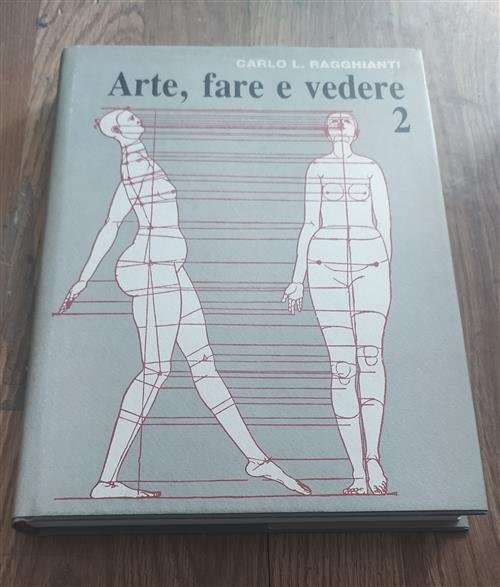 CARLO L. RAGGHIANTI
Arte, fare e vedere
2